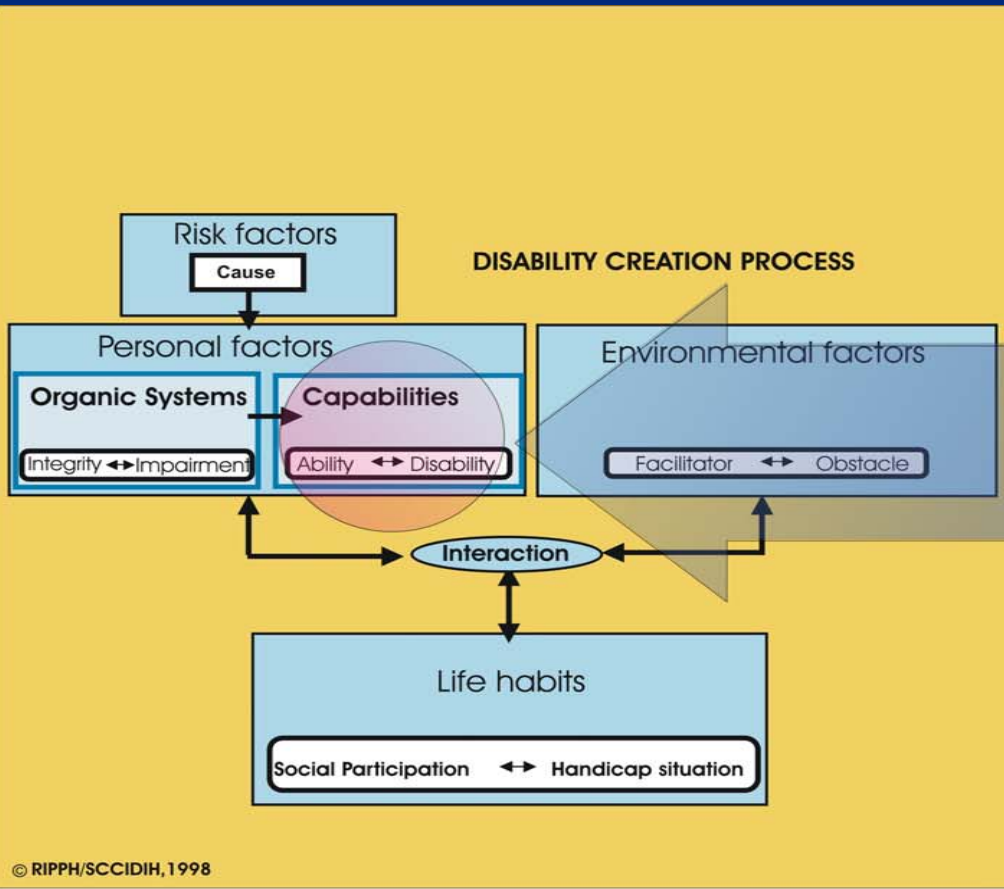 Risk factors
Cause
DISABILITY CREATION PROCESS
Personal factors
Environmental factors
Organic Systems
Capabilities
Integrity ↔ Impairment
Ability ↔ Disability
Facilitator ↔ Obstacle
Interaction
Life habits
Social Participation ↔ Handicap situation
© RIPPH/SCCIDIH, 1998